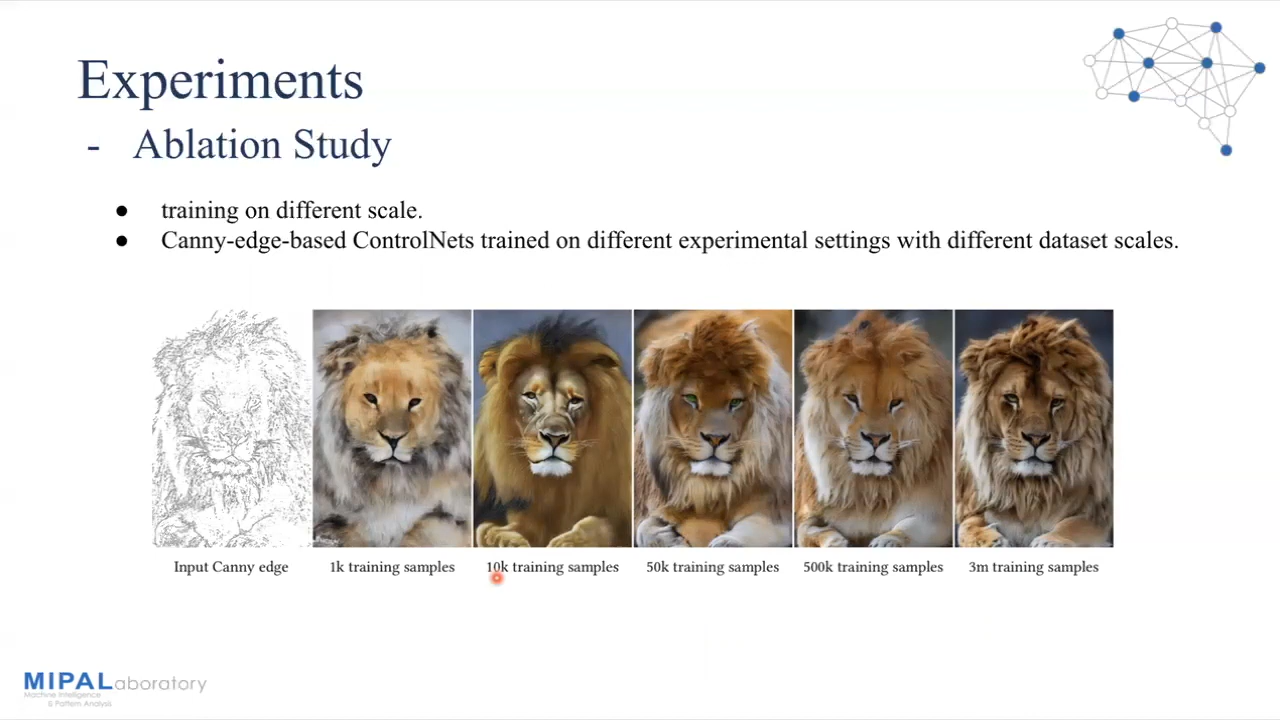 Experiments
- Ablation Study
● training on different scale.
● Canny-edge-based ControlNets trained on different experimental settings with different dataset scales.
Input Canny edge 1k training samples 10k training samples 50k training samples 500k training samples 3m training samples
MIPALaboratory
Machine Intelligence
& Pattern Analysis